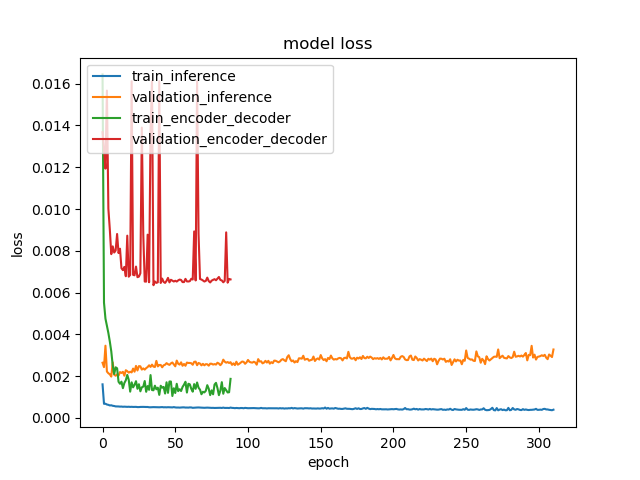 model loss
train_inference
validation_inference
train_encoder_decoder
validation_encoder_decoder
0.016
0.014
0.012
0.010
0.008
0.006
0.004
0.002
0.000
loss
0 50 100 150 200 250 300
epoch